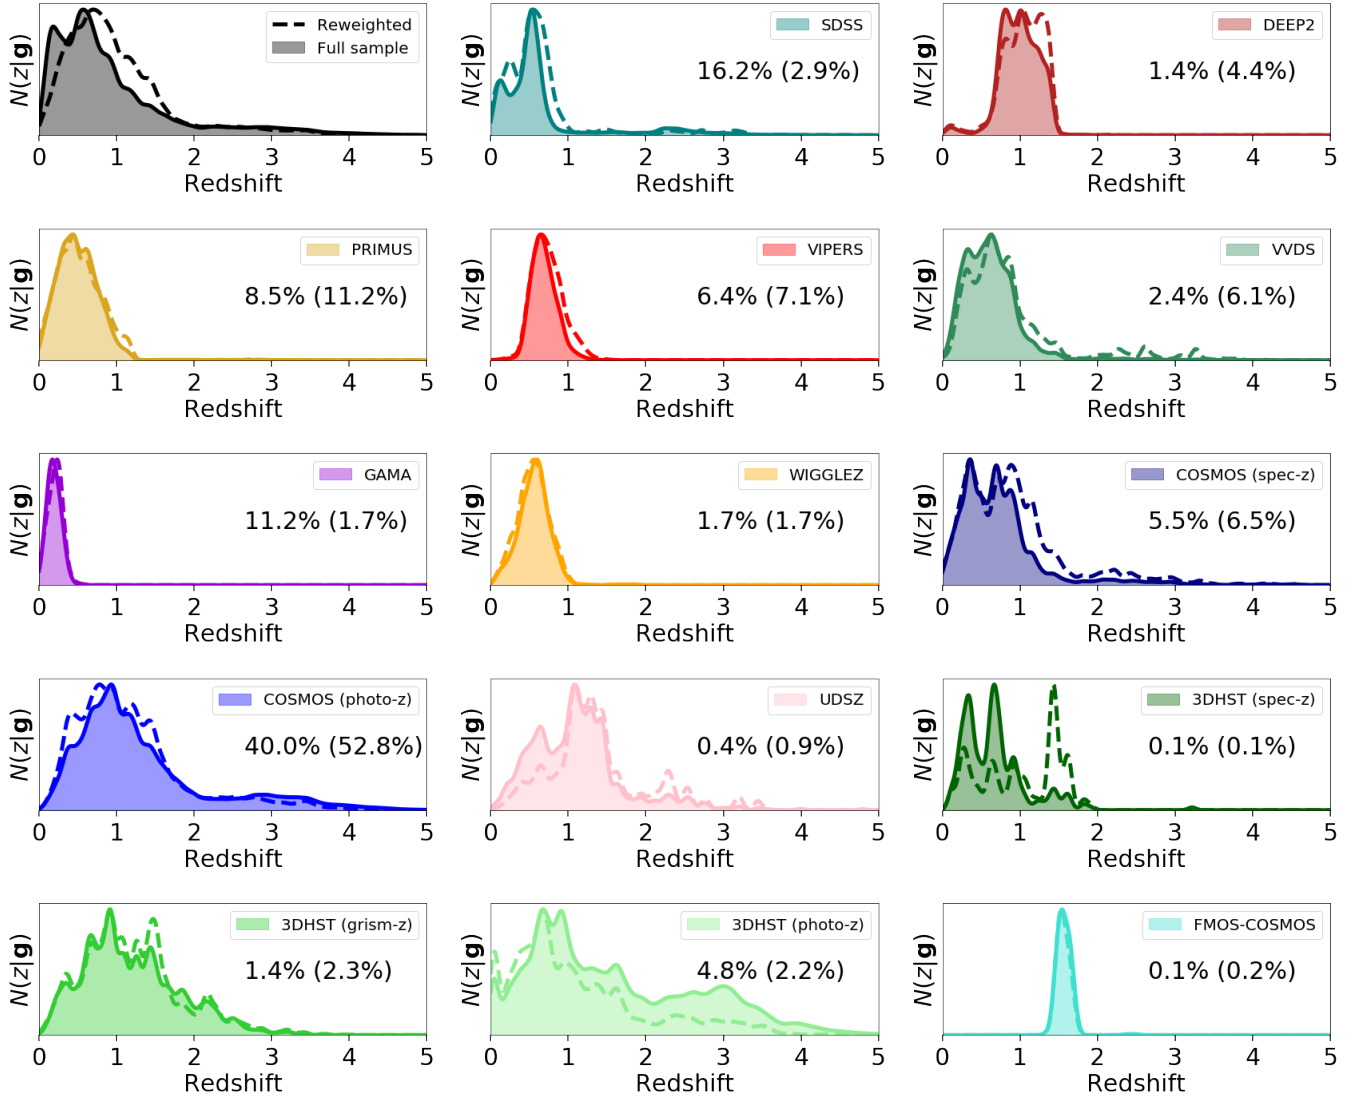 Reweighted
Full sample
N(z|g)
0 1 2 3 4 5
Redshift
SDSS
16.2% (2.9%)
N(z|g)
0 1 2 3 4 5
Redshift
DEEP2
1.4% (4.4%)
N(z|g)
0 1 2 3 4 5
Redshift
PRIMUS
8.5% (11.2%)
N(z|g)
0 1 2 3 4 5
Redshift
VIPERS
6.4% (7.1%)
N(z|g)
0 1 2 3 4 5
Redshift
VVDS
2.4% (6.1%)
N(z|g)
0 1 2 3 4 5
Redshift
GAMA
11.2% (1.7%)
N(z|g)
0 1 2 3 4 5
Redshift
WIGGLEZ
1.7% (1.7%)
N(z|g)
0 1 2 3 4 5
Redshift
COSMOS (spec-z)
5.5% (6.5%)
N(z|g)
0 1 2 3 4 5
Redshift
COSMOS (photo-z)
40.0% (52.8%)
N(z|g)
0 1 2 3 4 5
Redshift
UDSZ
0.4% (0.9%)
N(z|g)
0 1 2 3 4 5
Redshift
3DHST (spec-z)
0.1% (0.1%)
N(z|g)
0 1 2 3 4 5
Redshift
3DHST (grism-z)
1.4% (2.3%)
N(z|g)
0 1 2 3 4 5
Redshift
3DHST (photo-z)
4.8% (2.2%)
N(z|g)
0 1 2 3 4 5
Redshift
FMOS-COSMOS
0.1% (0.2%)
N(z|g)
0 1 2 3 4 5
Redshift